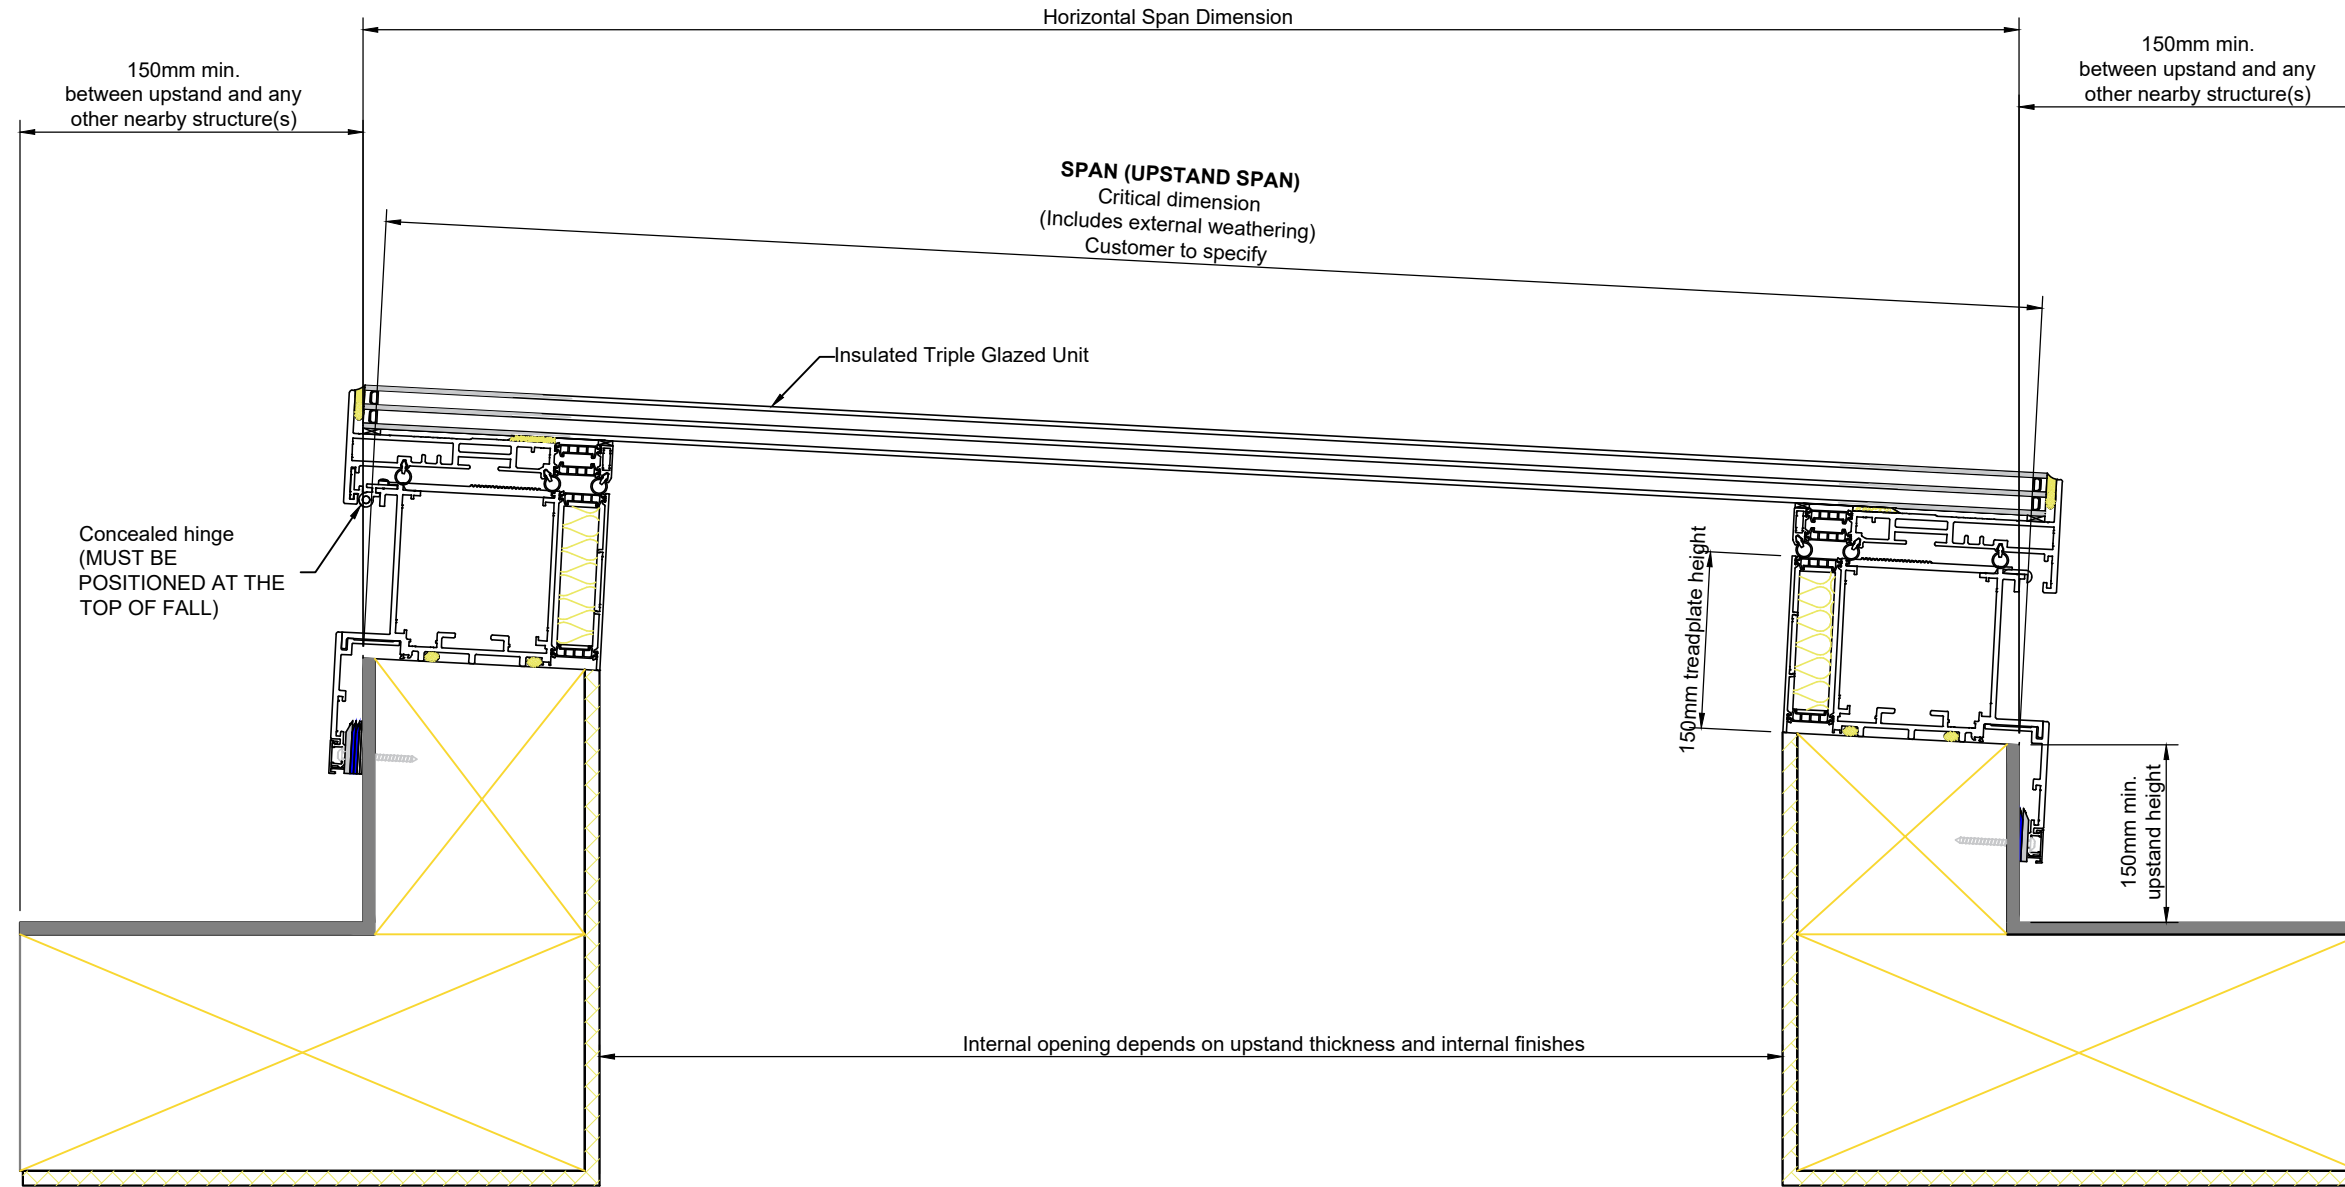 Horizontal Span Dimension
150mm min.
between upstand and any
other nearby structure(s)
150mm min.
between upstand and any
other nearby structure(s)
SPAN (UPSTAND SPAN)
Critical dimension
(Includes external weathering)
Customer to specify
Insulated Triple Glazed Unit
Concealed hinge
(MUST BE
POSITIONED AT THE
TOP OF FALL)
150mm treadplate height
150mm min.
upstand height
Internal opening depends on upstand thickness and internal finishes